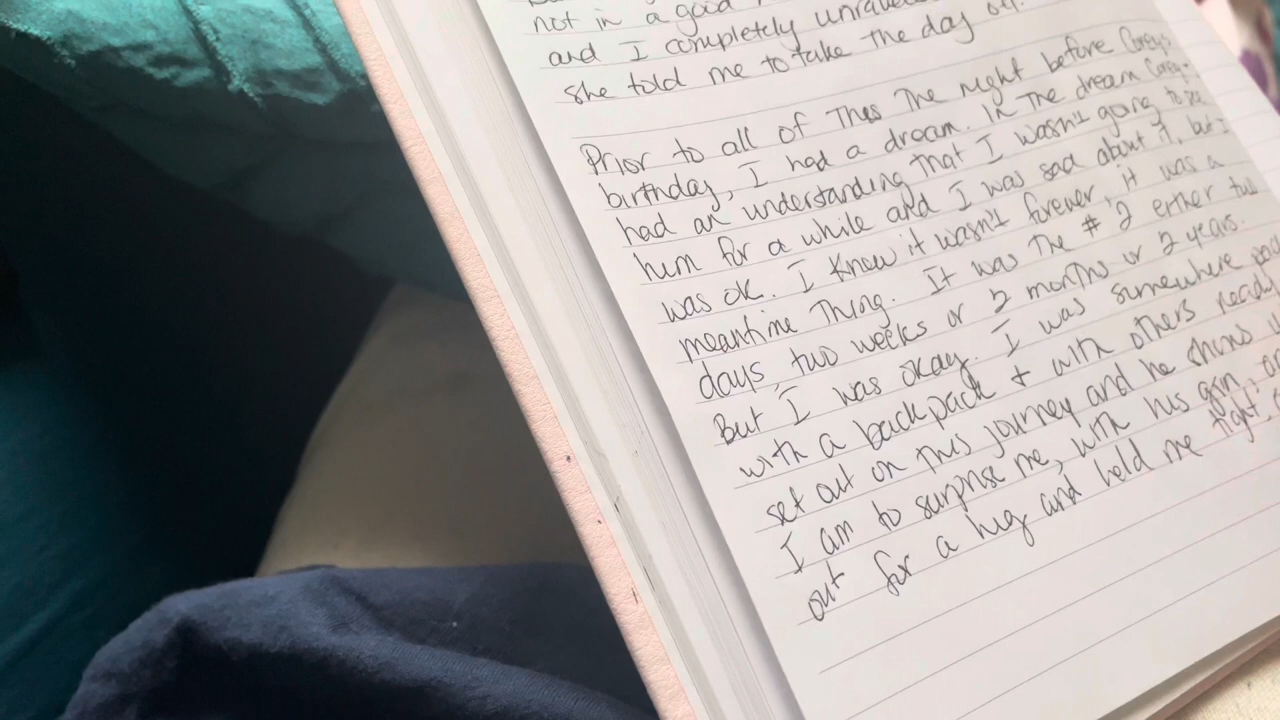 not in a good
and I completely
she told me to take the day off.
Prior to all of this the night before Coreys
birthday, I had a dream. In the dream Corey
had an understanding that I wasn't going to see
him for a while and I was sad about it, but I
was ok. I knew it wasn't forever, it was a
meantime thing. It was the # 2 either two
days, two weeks or 2 months or 2 years.
But I was okay. I was somewhere
with a backpack + with others ready
set out on this journey and he shows
I am to surprise me, with his grin,
out for a hug and held me tight.